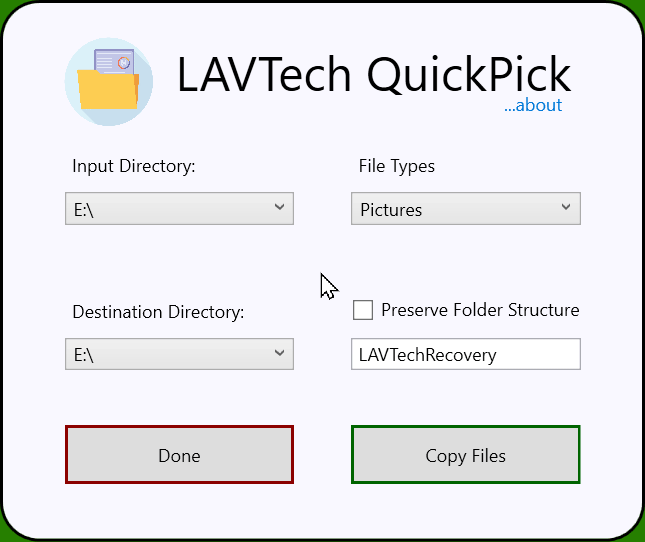 LAVTech QuickPick
...about
Input Directory:
File Types
E:\
Pictures
Destination Directory:
Preserve Folder Structure
E:\
LAVTechRecovery
Done
Copy Files